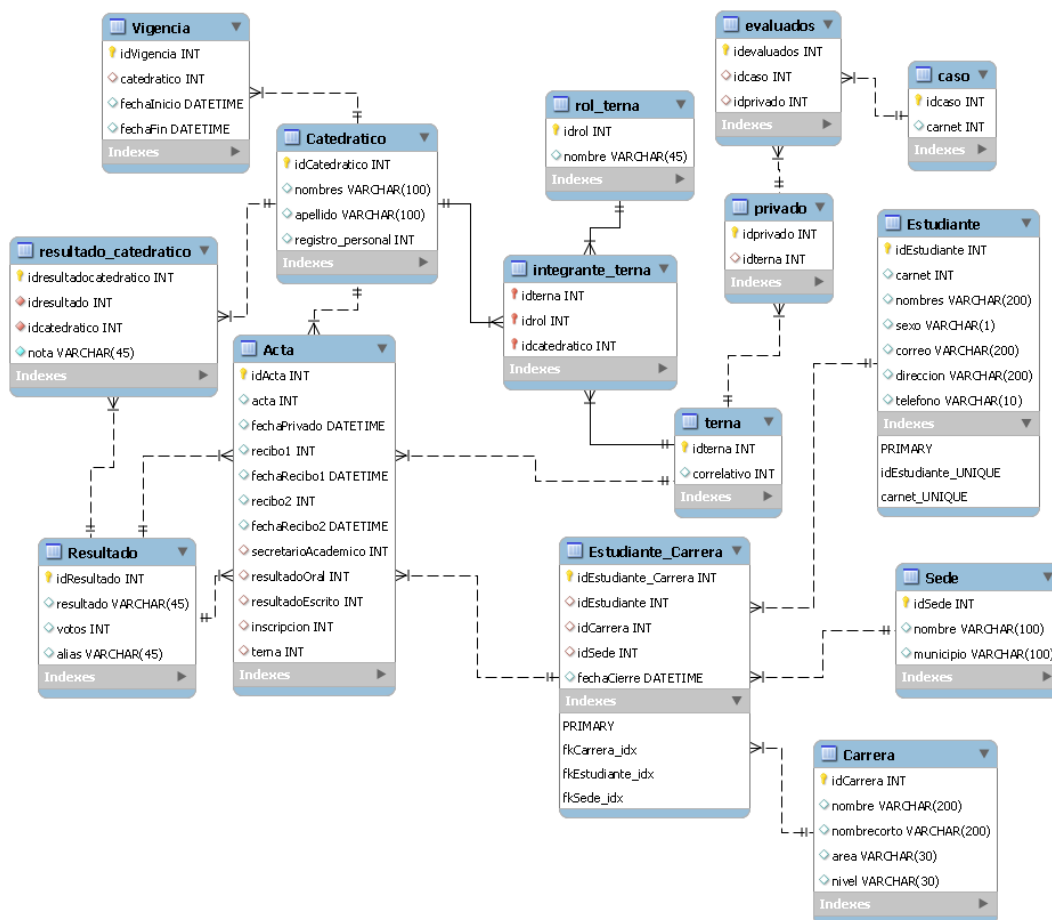 Vigencia
idVigencia INT
catedratico INT
fechaInicio DATETIME
fechaFin DATETIME
Indexes
evaluados
idevaluados INT
idcaso INT
idprivado INT
Indexes
caso
idcaso INT
carnet INT
Indexes
rol_terna
idrol INT
nombre VARCHAR(45)
Indexes
Catedratico
idCatedratico INT
nombres VARCHAR(100)
apellido VARCHAR(100)
registro_personal INT
Indexes
privado
idprivado INT
idterna INT
Indexes
Estudiante
idEstudiante INT
carnet INT
nombres VARCHAR(200)
sexo VARCHAR(1)
correo VARCHAR(200)
direccion VARCHAR(200)
telefono VARCHAR(10)
Indexes
PRIMARY
idEstudiante_UNIQUE
carnet_UNIQUE
resultado_catedratico
idresultadocatedratico INT
idresultado INT
idcatedratico INT
nota VARCHAR(45)
Indexes
integrante_terna
idterna INT
idrol INT
idcatedratico INT
Indexes
Acta
idActa INT
acta INT
fechaPrivado DATETIME
recibo1 INT
fechaRecibo1 DATETIME
recibo2 INT
fechaRecibo2 DATETIME
secretarioAcademico INT
resultadoOral INT
resultadoEscrito INT
inscripcion INT
terna INT
Indexes
terna
idterna INT
correlativo INT
Indexes
Resultado
idResultado INT
resultado VARCHAR(45)
votos INT
alias VARCHAR(45)
Indexes
Estudiante_Carrera
idEstudiante_Carrera INT
idEstudiante INT
idCarrera INT
idSede INT
fechaCierre DATETIME
Indexes
PRIMARY
fkCarrera_idx
fkEstudiante_idx
fkSede_idx
Sede
idSede INT
nombre VARCHAR(100)
municipio VARCHAR(100)
Indexes
Carrera
idCarrera INT
nombre VARCHAR(200)
nombrecorto VARCHAR(200)
area VARCHAR(30)
nivel VARCHAR(30)
Indexes